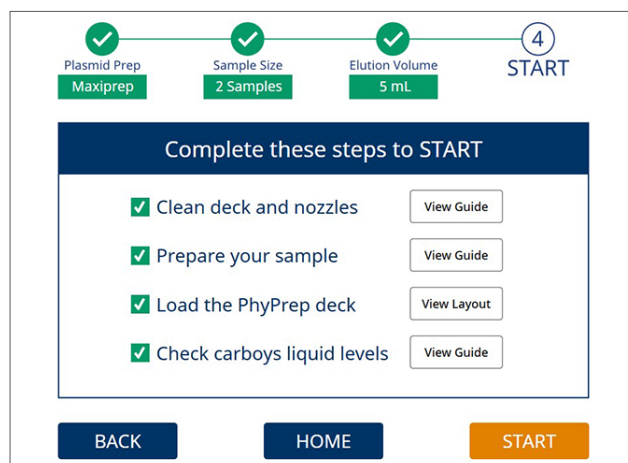 4
Plasmid Prep
Sample Size
Elution Volume
START
Maxiprep
2 Samples
5 mL
Complete these steps to START
Clean deck and nozzles View Guide
Prepare your sample View Guide
Load the PhyPrep deck View Layout
Check carboys liquid levels View Guide
BACK
HOME
START